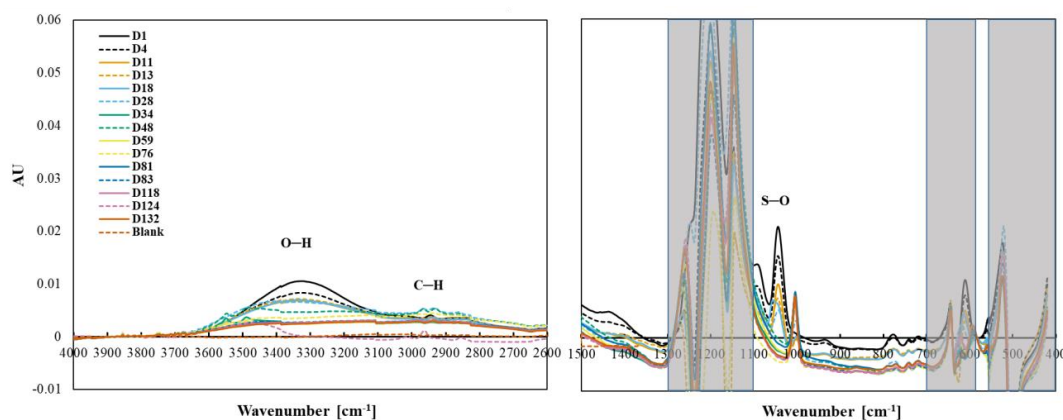 0.06
0.05
0.04
0.03
0.02
0.01
0
-0.01
AU
D1
D4
D11
D13
D18
D28
D34
D48
D59
D76
D81
D83
D118
D124
D132
Blank
O—H
C—H
4000 3900 3800 3700 3600 3500 3400 3300 3200 3100 3000 2900 2800 2700 2600
Wavenumber [cm⁻¹]
S—O
1500 1400 1300 1200 1100 1000 900 800 700 600 500 400
Wavenumber [cm⁻¹]